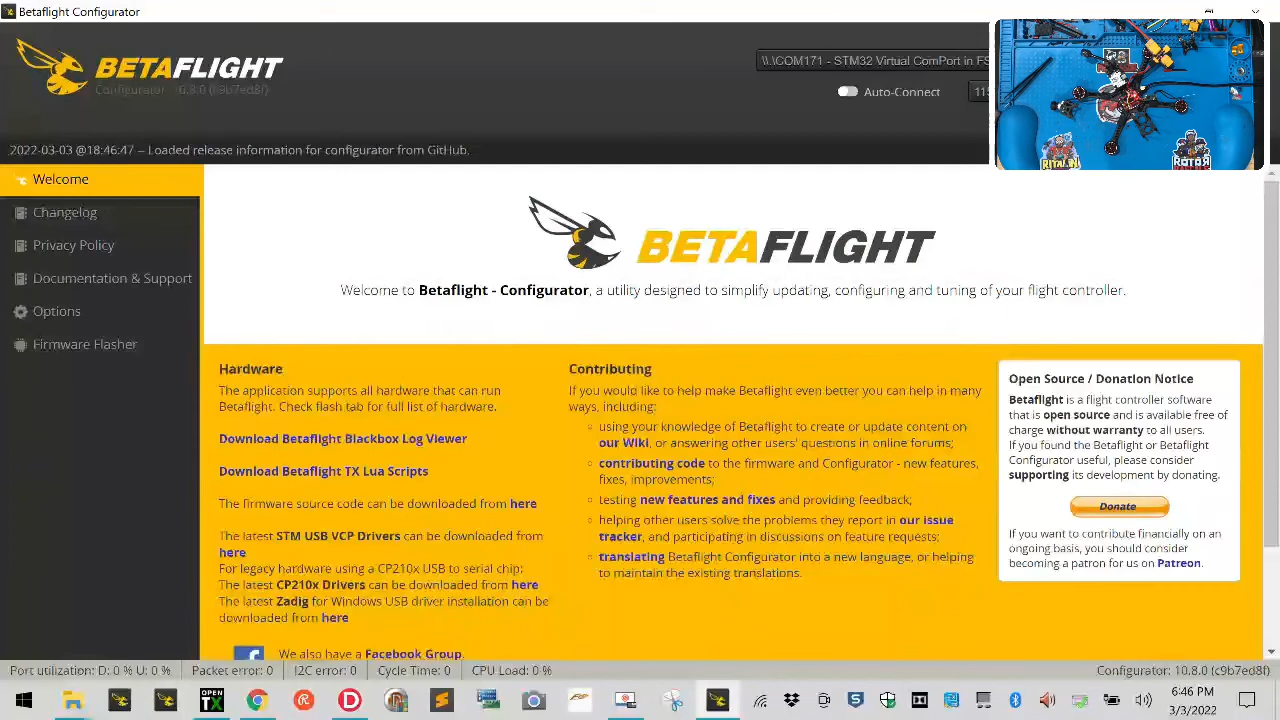 Betaflight Configurator
BETAFLIGHT
Configurator 10.8.0 (c9b7ed8f)
\\.\COM171 - STM32 Virtual ComPort in FS
Auto-Connect
115
2022-03-03 @18:46:47 -- Loaded release information for configurator from GitHub.
Welcome
Changelog
Privacy Policy
Documentation & Support
Options
Firmware Flasher
BETAFLIGHT
Welcome to Betaflight - Configurator, a utility designed to simplify updating, configuring and tuning of your flight controller.
Hardware
The application supports all hardware that can run
Betaflight. Check flash tab for full list of hardware.
Download Betaflight Blackbox Log Viewer
Download Betaflight TX Lua Scripts
The firmware source code can be downloaded from here
The latest STM USB VCP Drivers can be downloaded from
here
For legacy hardware using a CP210x USB to serial chip:
The latest CP210x Drivers can be downloaded from here
The latest Zadig for Windows USB driver installation can be
downloaded from here
We also have a Facebook Group.
Contributing
If you would like to help make Betaflight even better you can help in many
ways, including:
using your knowledge of Betaflight to create or update content on
our Wiki, or answering other users' questions in online forums;
contributing code to the firmware and Configurator - new features,
fixes, improvements;
testing new features and fixes and providing feedback;
helping other users solve the problems they report in our issue
tracker, and participating in discussions on feature requests;
translating Betaflight Configurator into a new language, or helping
to maintain the existing translations.
Open Source / Donation Notice
Betaflight is a flight controller software
that is open source and is available free of
charge without warranty to all users.
If you found the Betaflight or Betaflight
Configurator useful, please consider
supporting its development by donating.
Donate
If you want to contribute financially on an
ongoing basis, you should consider
becoming a patron for us on Patreon.
Port utilization: D: 0 % U: 0 %
Packet error: 0
I2C error: 0
Cycle Time: 0
CPU Load: 0 %
Configurator: 10.8.0 (c9b7ed8f)
OPEN
TX
6:46 PM
3/3/2022